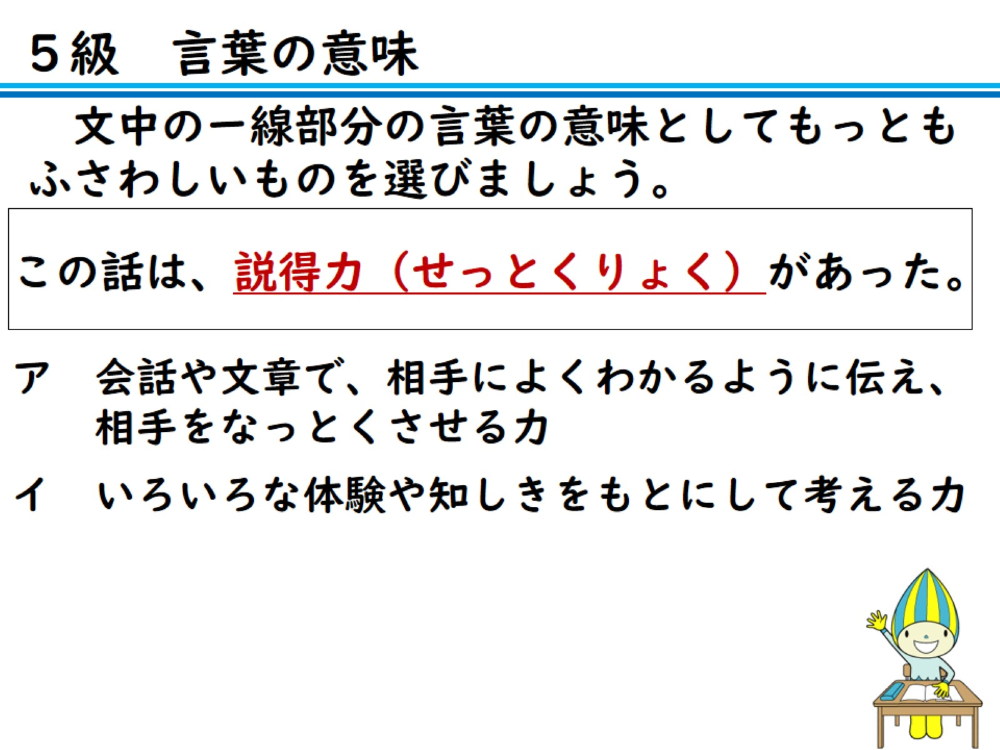 ５級　言葉の意味
文中の一線部分の言葉の意味としてもっとも
ふさわしいものを選びましょう。
この話は、説得力（せっとくりょく）があった。
ア　会話や文章で、相手によくわかるように伝え、
相手をなっとくさせる力
イ　いろいろな体験や知しきをもとにして考える力